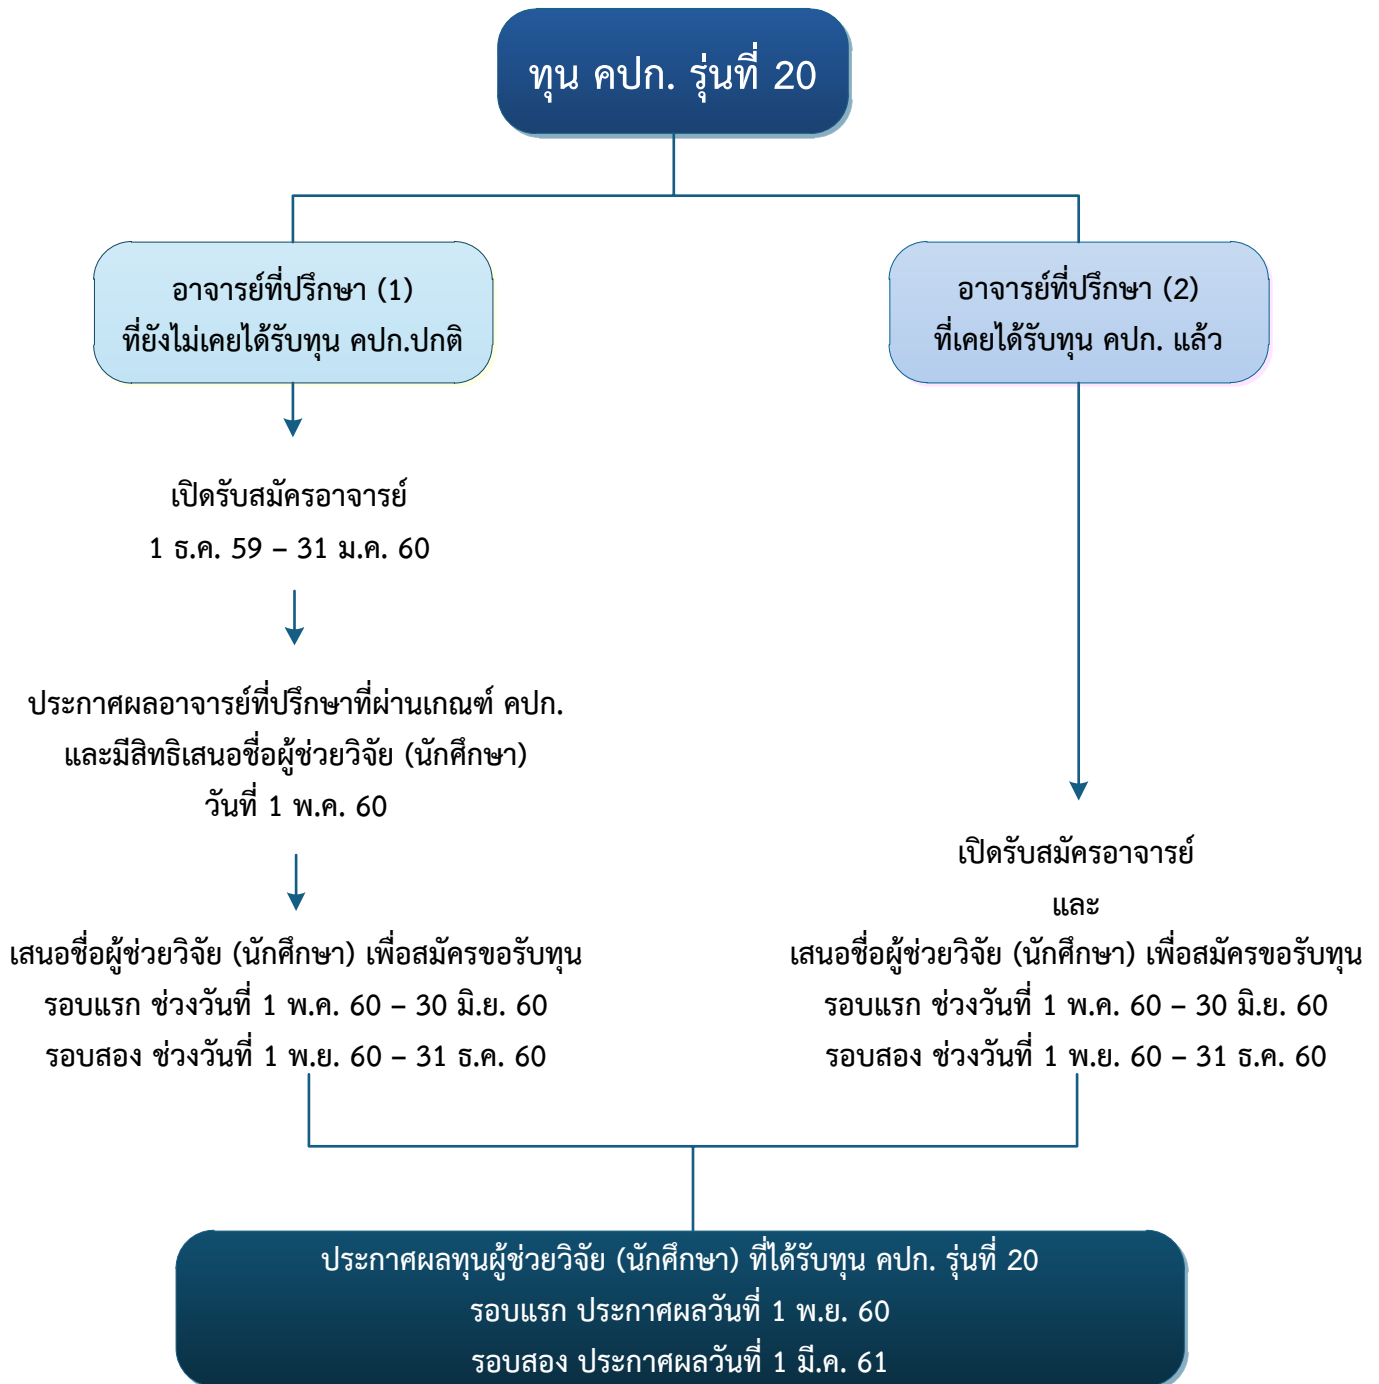 ทุน คปก. รุ่นที่ 20
อาจารย์ที่ปรึกษา (1)
ที่ยังไม่เคยได้รับทุน คปก.ปกติ
เปิดรับสมัครอาจารย์
1 ธ.ค. 59 – 31 ม.ค. 60
ประกาศผลอาจารย์ที่ปรึกษาที่ผ่านเกณฑ์ คปก.
และมีสิทธิเสนอชื่อผู้ช่วยวิจัย (นักศึกษา)
วันที่ 1 พ.ค. 60
เสนอชื่อผู้ช่วยวิจัย (นักศึกษา) เพื่อสมัครขอรับทุน
รอบแรก ช่วงวันที่ 1 พ.ค. 60 – 30 มิ.ย. 60
รอบสอง ช่วงวันที่ 1 พ.ย. 60 – 31 ธ.ค. 60
อาจารย์ที่ปรึกษา (2)
ที่เคยได้รับทุน คปก. แล้ว
เปิดรับสมัครอาจารย์
และ
เสนอชื่อผู้ช่วยวิจัย (นักศึกษา) เพื่อสมัครขอรับทุน
รอบแรก ช่วงวันที่ 1 พ.ค. 60 – 30 มิ.ย. 60
รอบสอง ช่วงวันที่ 1 พ.ย. 60 – 31 ธ.ค. 60
ประกาศผลทุนผู้ช่วยวิจัย (นักศึกษา) ที่ได้รับทุน คปก. รุ่นที่ 20
รอบแรก ประกาศผลวันที่ 1 พ.ย. 60
รอบสอง ประกาศผลวันที่ 1 มี.ค. 61